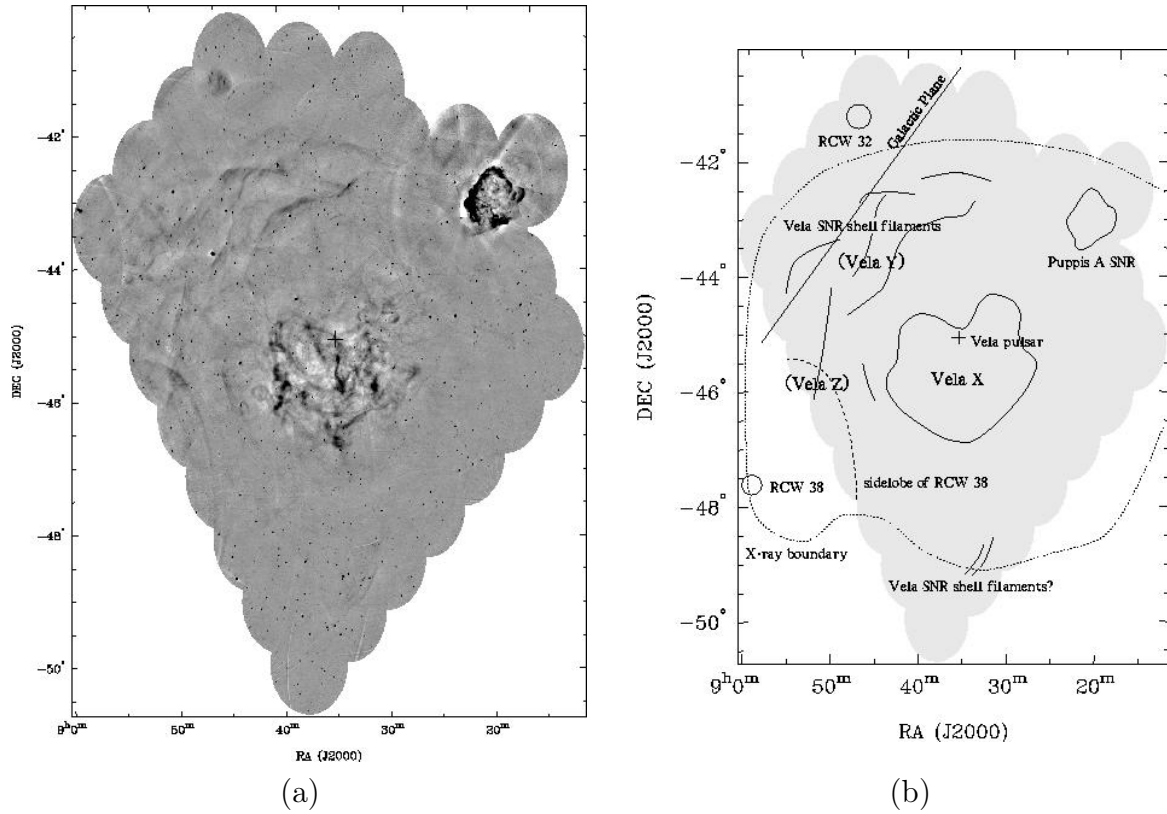 -42°
-44°
-46°
-48°
-50°
DEC (J2000)
9ʰ0ᵐ 50ᵐ 40ᵐ 30ᵐ 20ᵐ
RA (J2000)
(a)
Galactic Plane
RCW 32
-42°
Vela SNR shell filaments
(Vela Y)
Puppis A SNR
-44°
Vela pulsar
(Vela Z)
Vela X
-46°
DEC (J2000)
RCW 38
sidelobe of RCW 38
-48°
X-ray boundary
Vela SNR shell filaments?
-50°
9ʰ0ᵐ 50ᵐ 40ᵐ 30ᵐ 20ᵐ
RA (J2000)
(b)